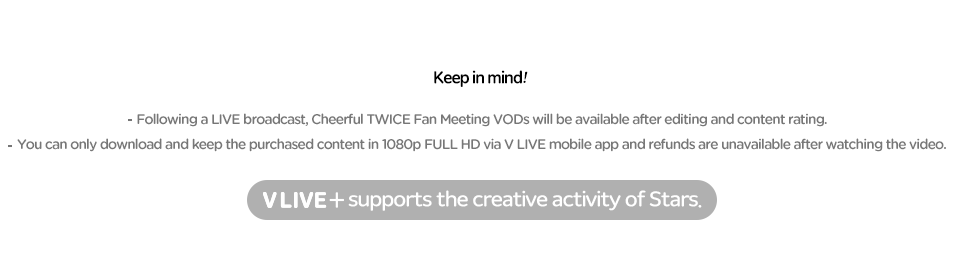 Keep in mind!
- Following a LIVE broadcast, Cheerful TWICE Fan Meeting VODs will be available after editing and content rating.
- You can only download and keep the purchased content in 1080p FULL HD via V LIVE mobile app and refunds are unavailable after watching the video.
V LIVE+ supports the creative activity of Stars.